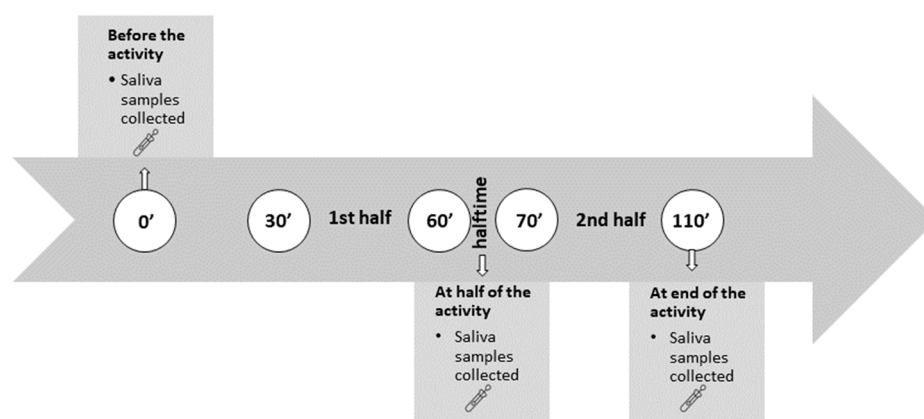 Before the
activity
• Saliva
samples
collected
0’
30’
1st half
60’
halftime
70’
2nd half
110’
At half of the
activity
• Saliva
samples
collected
At end of the
activity
• Saliva
samples
collected